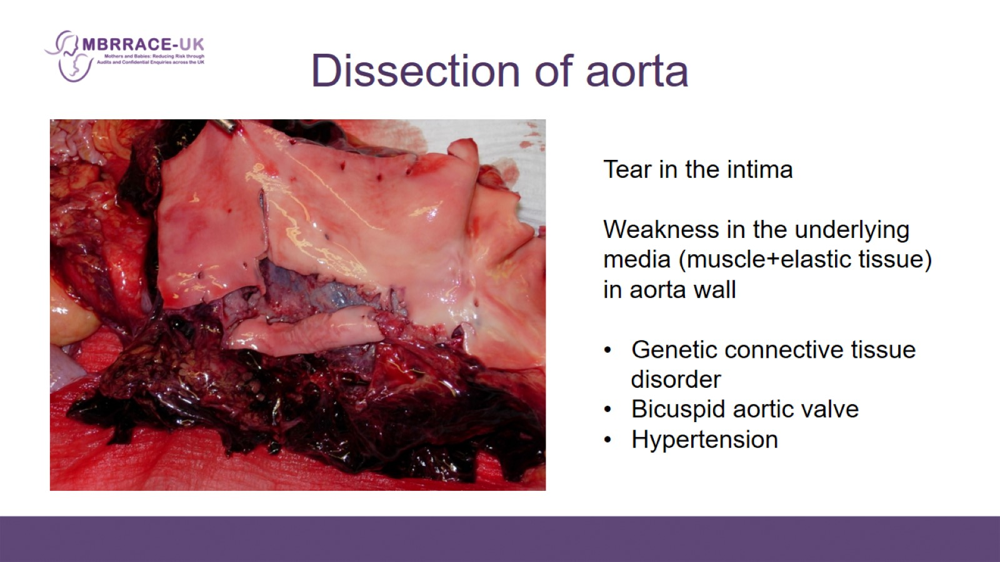 MBRRACE-UK
Mothers and Babies: Reducing Risk through
Audits and Confidential Enquiries across the UK
Dissection of aorta
Tear in the intima
Weakness in the underlying
media (muscle+elastic tissue)
in aorta wall
• Genetic connective tissue
disorder
• Bicuspid aortic valve
• Hypertension